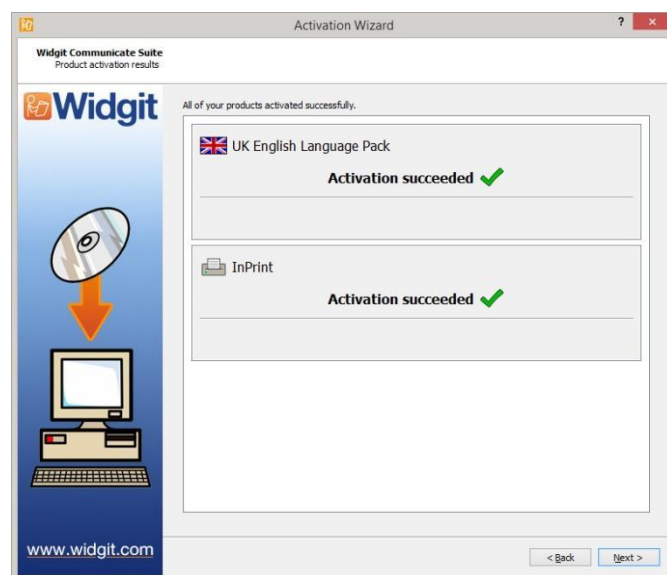 Activation Wizard
?
x
Widgit Communicate Suite
Product activation results
Widgit
All of your products activated successfully.
UK English Language Pack
Activation succeeded
InPrint
Activation succeeded
www.widgit.com
< Back
Next >